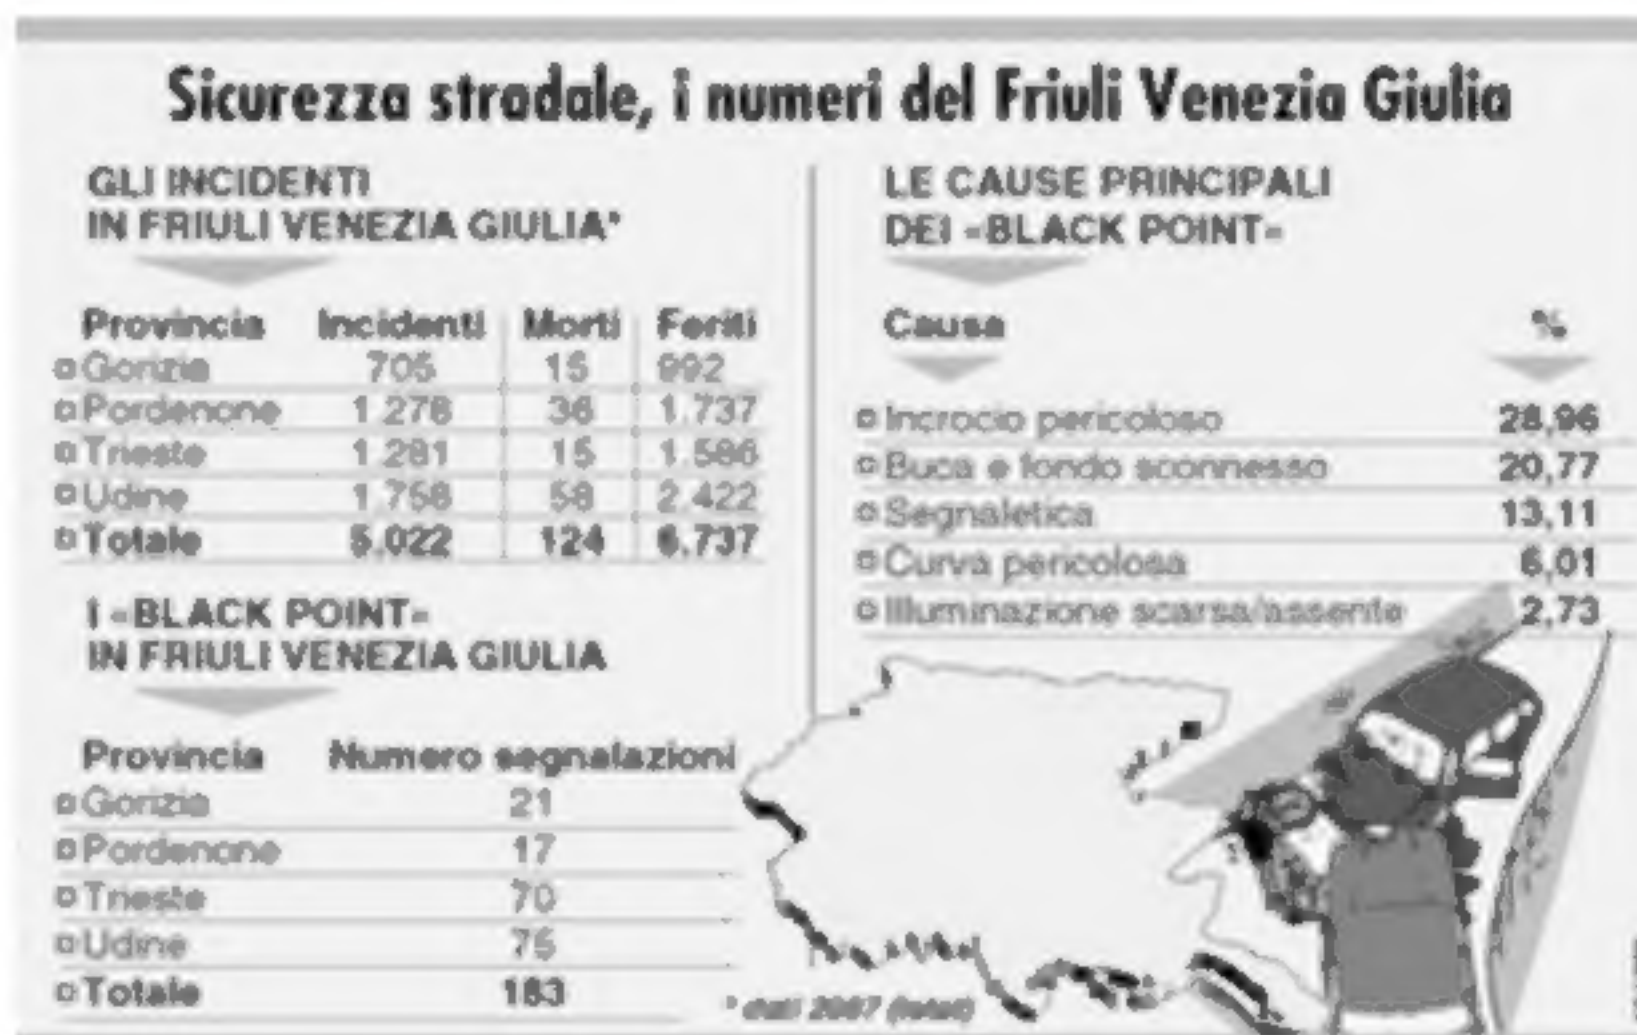 Sicurezza stradale, i numeri del Friuli Venezia Giulia
GLI INCIDENTI
IN FRIULI VENEZIA GIULIA*
Provincia Incidenti Morti Feriti
Gorizia 705 15 992
Pordenone 1.278 36 1.737
Trieste 1.281 15 1.586
Udine 1.758 58 2.422
Totale 5.022 124 6.737
I «BLACK POINT»
IN FRIULI VENEZIA GIULIA
Provincia Numero segnalazioni
Gorizia 21
Pordenone 17
Trieste 70
Udine 75
Totale 183
LE CAUSE PRINCIPALI
DEI «BLACK POINT»
Causa %
Incrocio pericoloso 28,96
Buca e fondo sconnesso 20,77
Segnaletica 13,11
Curva pericolosa 6,01
Illuminazione scarsa/assente 2,73
* dati 2007 (Istat)